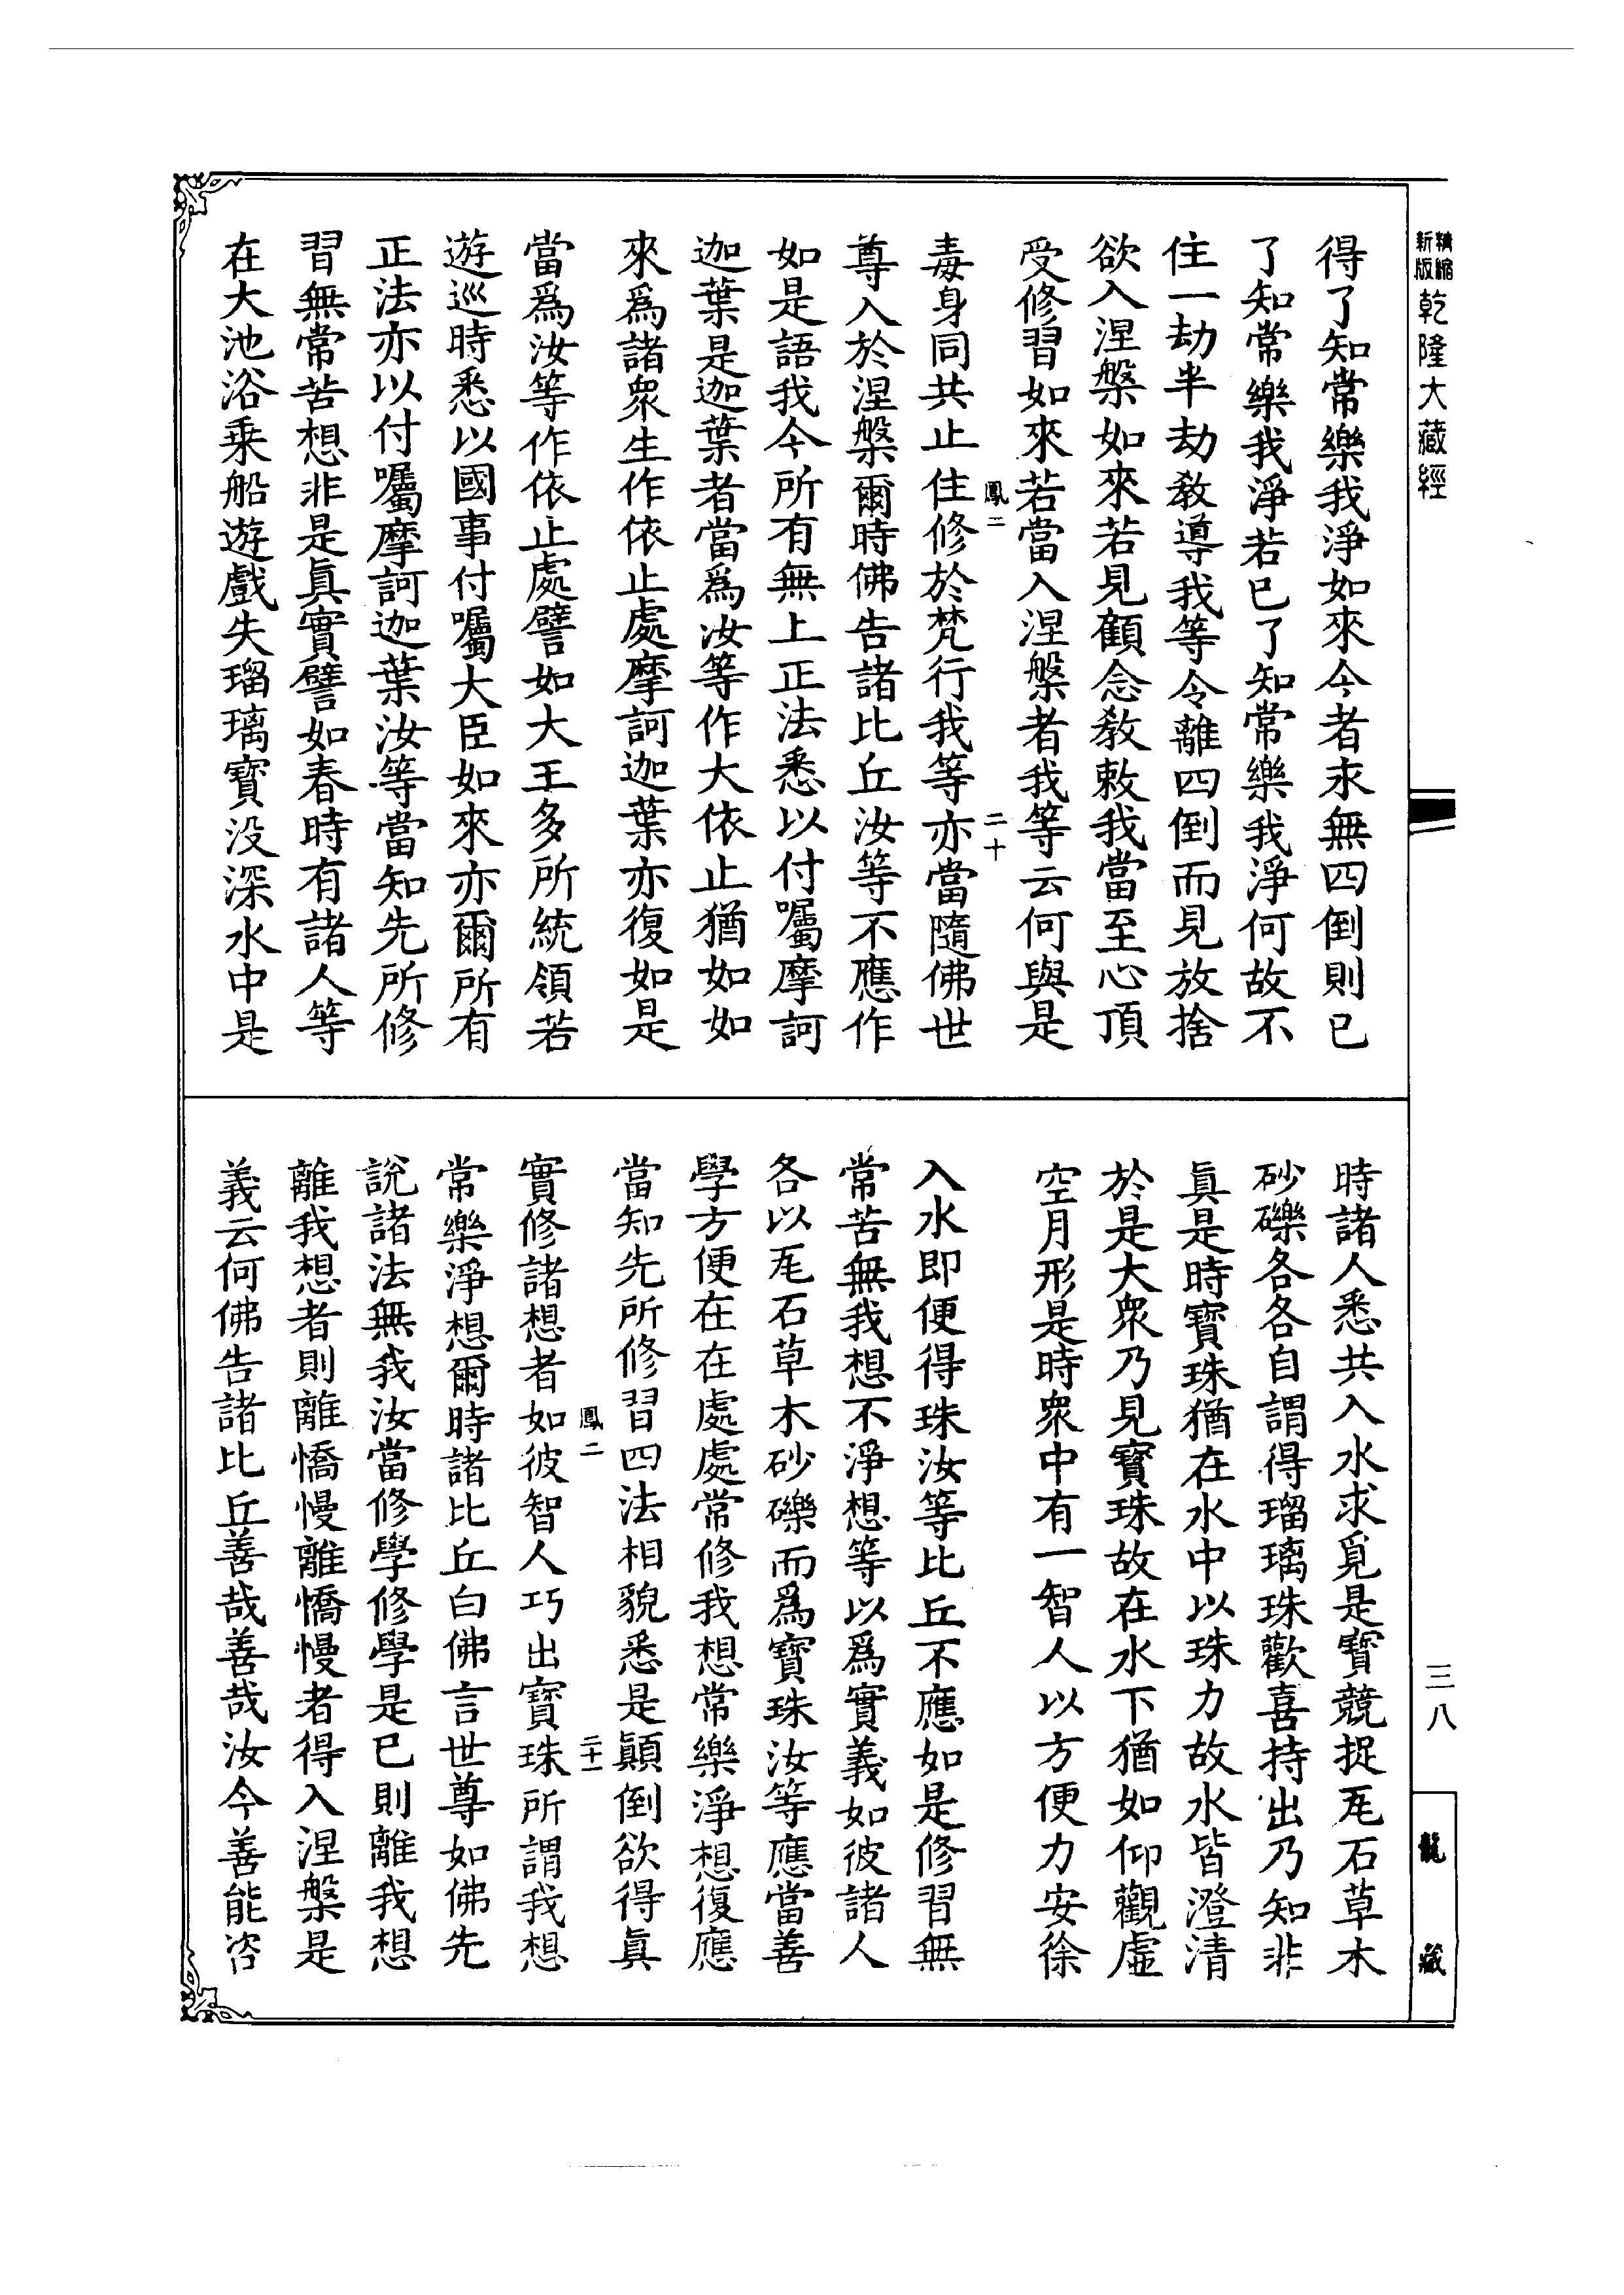 精縮
新版
乾隆大藏經
得了知常樂我淨如來今者求無四倒則已
了知常樂我淨若已了知常樂我淨何故不
住一劫半劫教導我等令離四倒而見放捨
欲入涅槃如來若見顧念教敕我當至心頂
受修習如來若當入涅槃者我等云何與是
鳳二
二十
毒身同共止住修於梵行我等亦當隨佛世
尊入於涅槃爾時佛告諸比丘汝等不應作
如是語我今所有無上正法悉以付囑摩訶
迦葉是迦葉者當爲汝等作大依止猶如如
來爲諸衆生作依止處摩訶迦葉亦復如是
當爲汝等作依止處譬如大王多所統領若
遊巡時悉以國事付囑大臣如來亦爾所有
正法亦以付囑摩訶迦葉汝等當知先所修
習無常苦想非是眞實譬如春時有諸人等
在大池浴乘船遊戲失瑠璃寶没深水中是
時諸人悉共入水求覓是寶競捉瓦石草木
砂礫各各自謂得瑠璃珠歡喜持出乃知非
眞是時寶珠猶在水中以珠力故水皆澄清
於是大衆乃見寶珠故在水下猶如仰觀虛
空月形是時衆中有一智人以方便力安徐
入水即便得珠汝等比丘不應如是修習無
常苦無我想不淨想等以爲實義如彼諸人
各以瓦石草木砂礫而爲寶珠汝等應當善
學方便在在處處常修我想常樂淨想復應
當知先所修習四法相貌悉是顚倒欲得眞
鳳二
二十一
實修諸想者如彼智人巧出寶珠所謂我想
常樂淨想爾時諸比丘白佛言世尊如佛先
說諸法無我汝當修學修學是已則離我想
離我想者則離憍慢離憍慢者得入涅槃是
義云何佛告諸比丘善哉善哉汝今善能咨
三八
龍藏